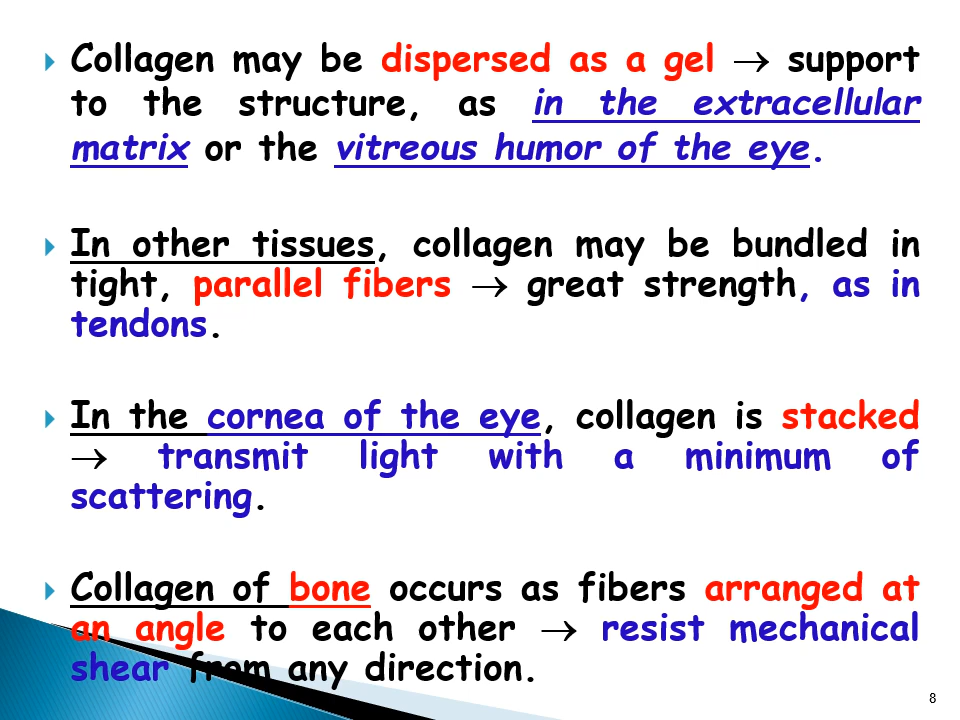 Collagen may be dispersed as a gel → support
to the structure, as in the extracellular
matrix or the vitreous humor of the eye.
In other tissues, collagen may be bundled in
tight, parallel fibers → great strength, as in
tendons.
In the cornea of the eye, collagen is stacked
→ transmit light with a minimum of
scattering.
Collagen of bone occurs as fibers arranged at
an angle to each other → resist mechanical
shear from any direction.
8